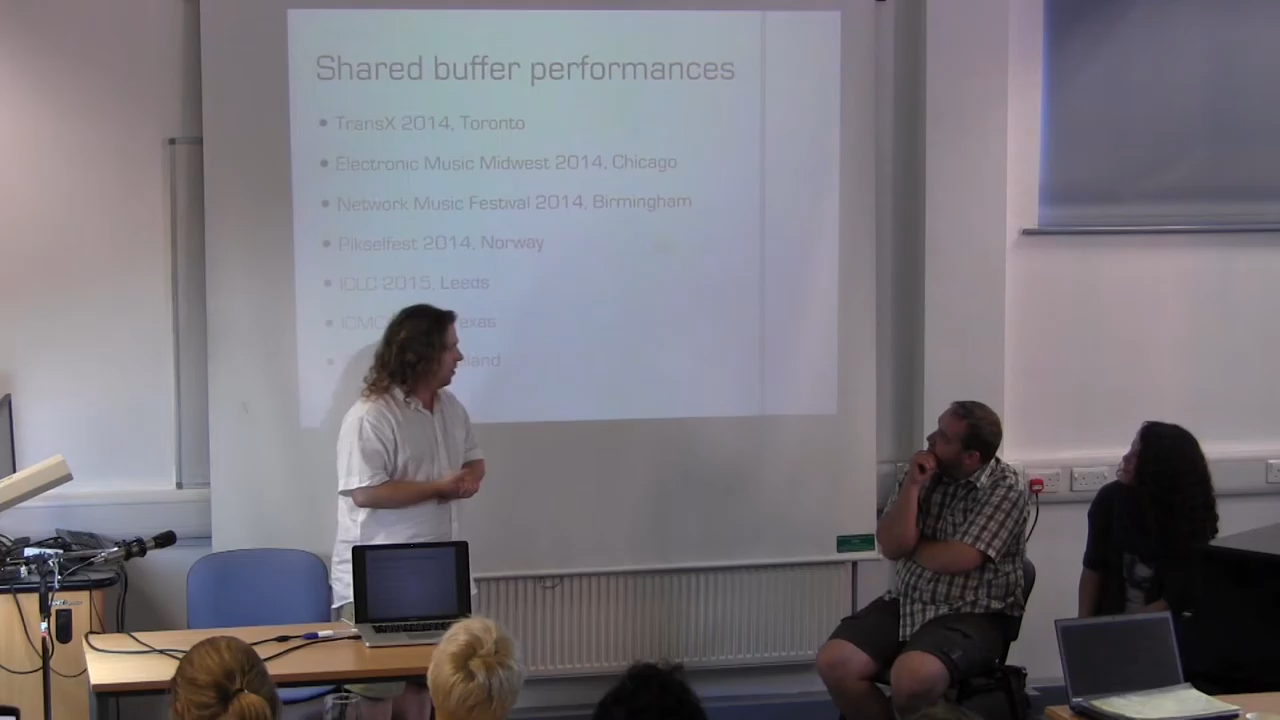 Shared buffer performances
• TransX 2014, Toronto
• Electronic Music Midwest 2014, Chicago
• Network Music Festival 2014, Birmingham
• Pikselfest 2014, Norway
• ICLC 2015, Leeds